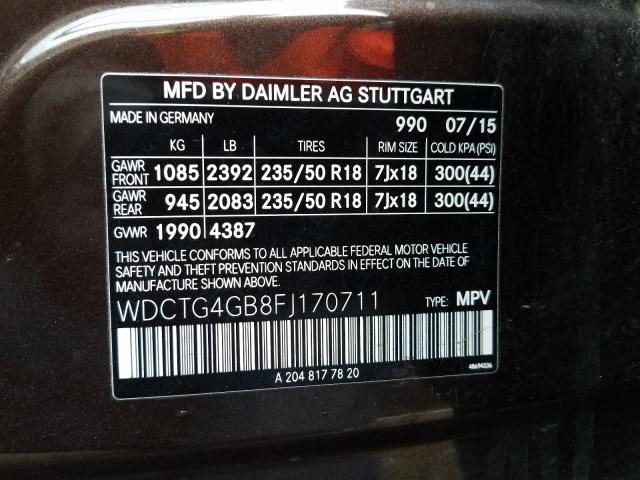 MFD BY DAIMLER AG STUTTGART
MADE IN GERMANY 990 07/15
KG LB TIRES RIM SIZE COLD KPA(PSI)
GAWR FRONT 1085 2392 235/50 R18 7Jx18 300(44)
GAWR REAR 945 2083 235/50 R18 7Jx18 300(44)
GVWR 1990 4387
THIS VEHICLE CONFORMS TO ALL APPLICABLE FEDERAL MOTOR VEHICLE
SAFETY AND THEFT PREVENTION STANDARDS IN EFFECT ON THE DATE OF
MANUFACTURE SHOWN ABOVE.
WDCTG4GB8FJ170711 TYPE: MPV
A 204 817 78 20 48694236